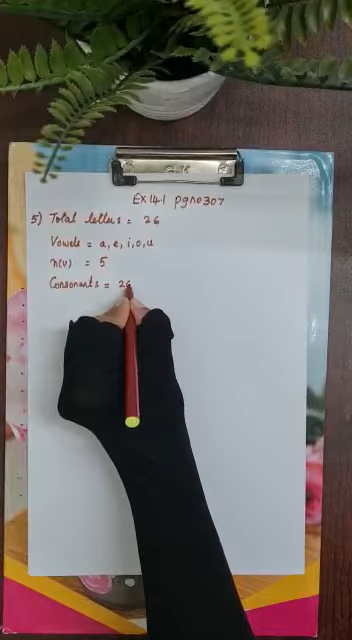 Ex 14.1 pg no 307
5) Total letters = 26
Vowels = a, e, i, o, u
n(v) = 5
Consonants = 26